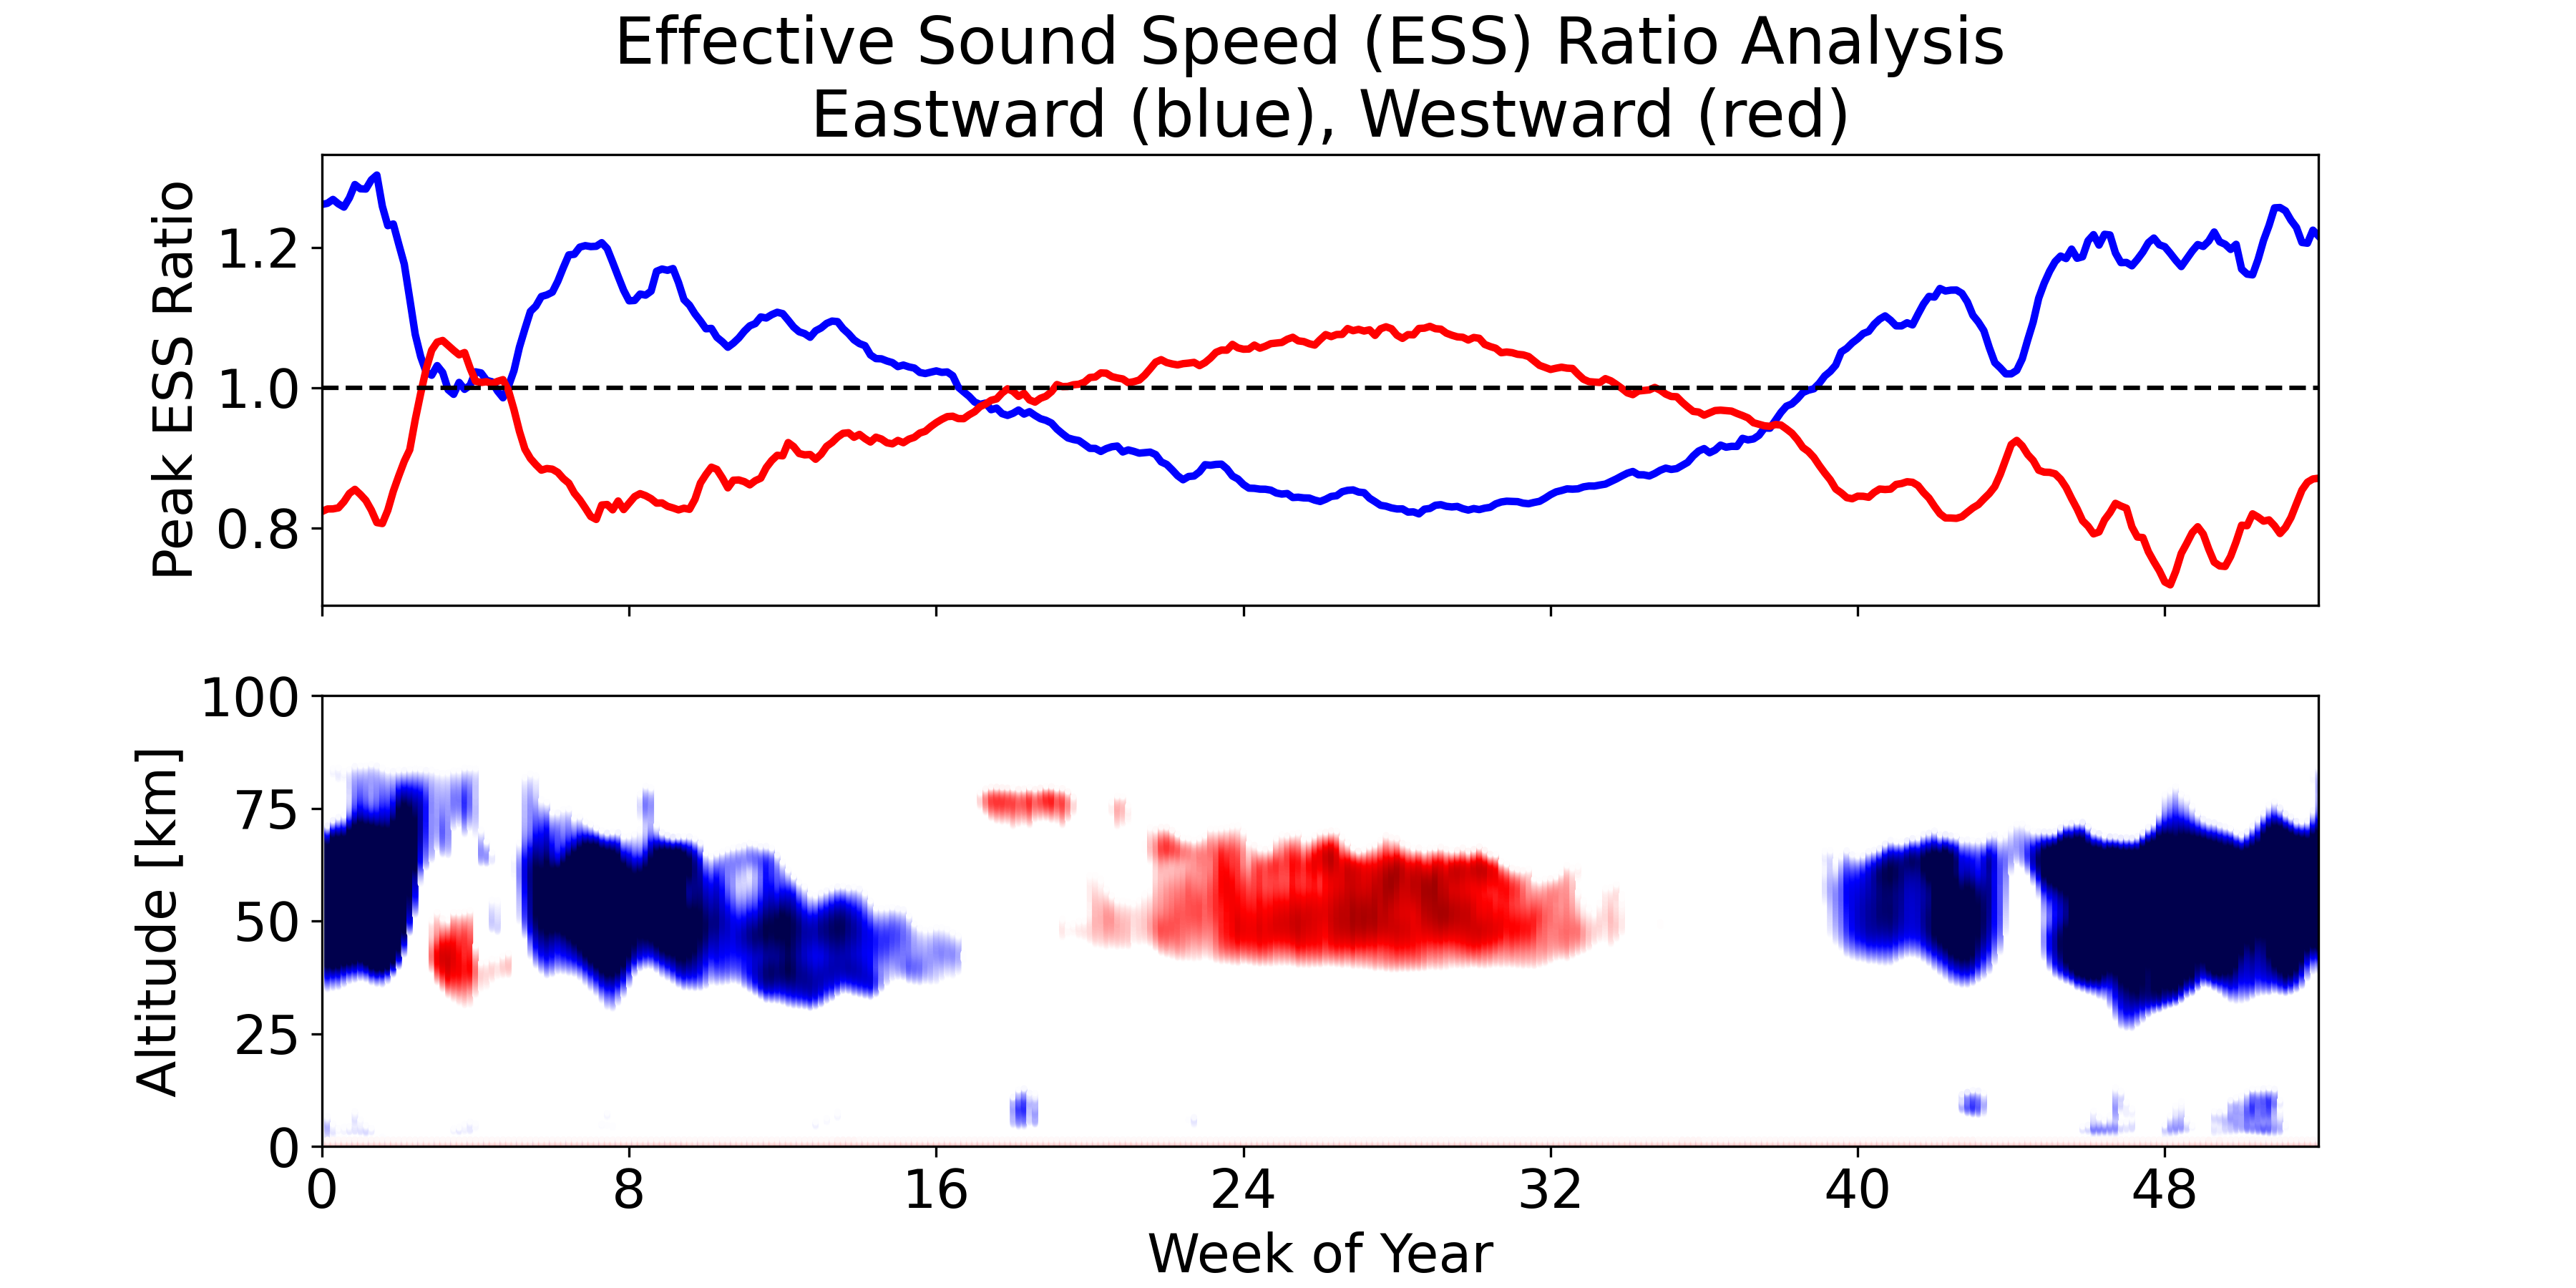 Effective Sound Speed (ESS) Ratio Analysis
Eastward (blue), Westward (red)
Peak ESS Ratio
1.2
1.0
0.8
Altitude [km]
100
75
50
25
0
0 8 16 24 32 40 48
Week of Year